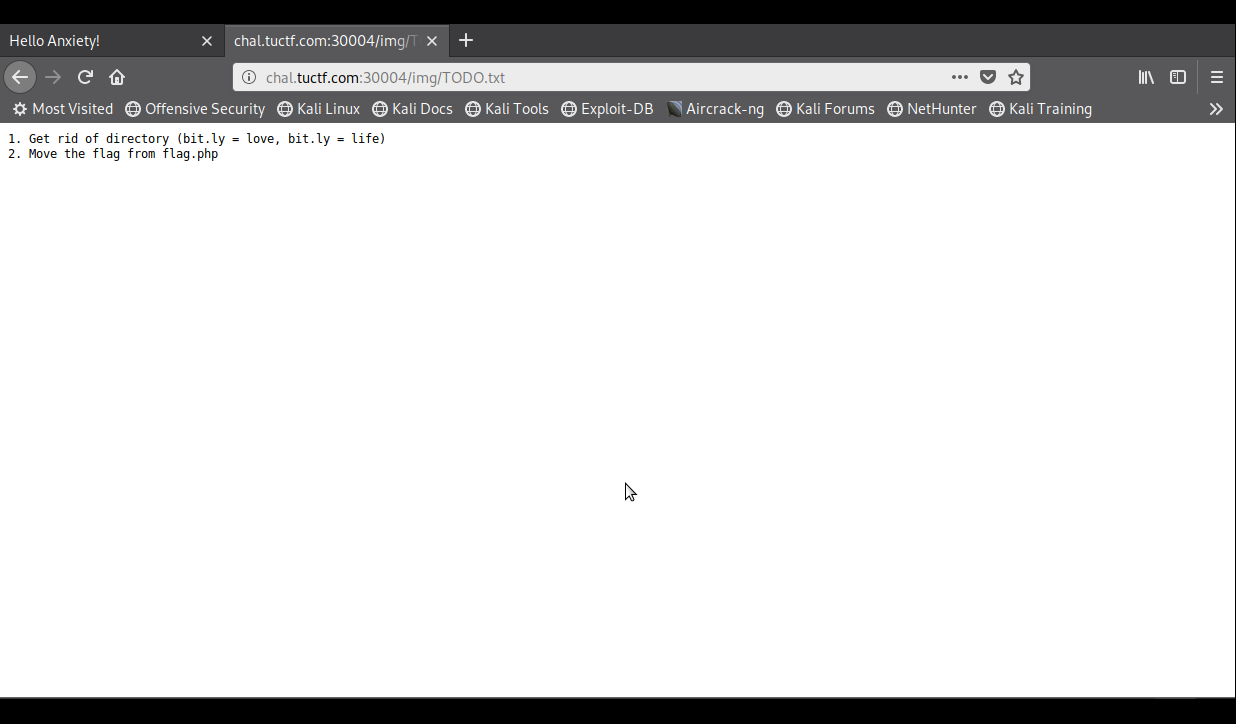 Hello Anxiety!
chal.tuctf.com:30004/img/T
chal.tuctf.com:30004/img/TODO.txt
Most Visited Offensive Security Kali Linux Kali Docs Kali Tools Exploit-DB Aircrack-ng Kali Forums NetHunter Kali Training
1. Get rid of directory (bit.ly = love, bit.ly = life)
2. Move the flag from flag.php